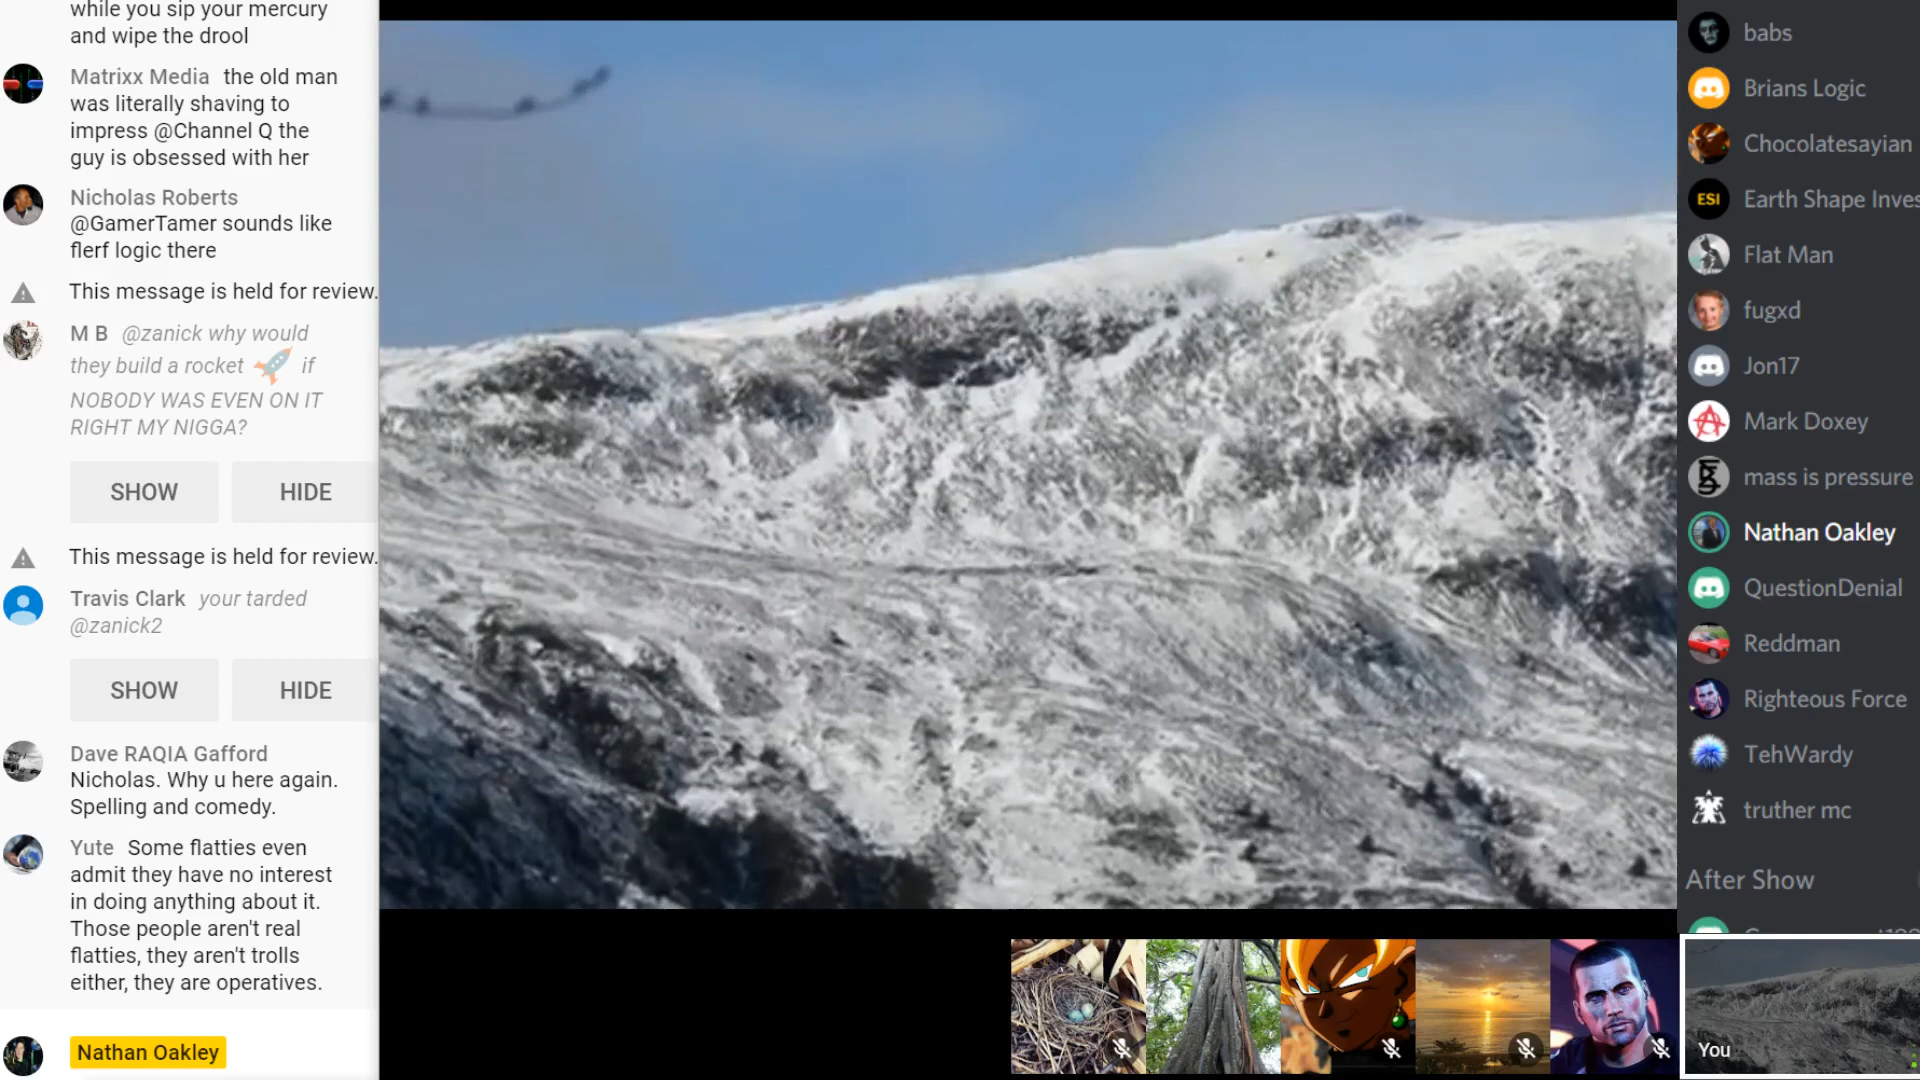 while you sip your mercury
and wipe the drool
Matrixx Media the old man
was literally shaving to
impress @Channel Q the
guy is obsessed with her
Nicholas Roberts
@GamerTamer sounds like
flerf logic there
This message is held for review.
M B @zanick why would
they build a rocket 🚀 if
NOBODY WAS EVEN ON IT
RIGHT MY NIGGA?
SHOW HIDE
This message is held for review.
Travis Clark your tarded
@zanick2
SHOW HIDE
Dave RAQIA Gafford
Nicholas. Why u here again.
Spelling and comedy.
Yute Some flatties even
admit they have no interest
in doing anything about it.
Those people aren't real
flatties, they aren't trolls
either, they are operatives.
Nathan Oakley
babs
Brians Logic
Chocolatesayian
ESI
Earth Shape Inves
Flat Man
fugxd
Jon17
Mark Doxey
mass is pressure
Nathan Oakley
QuestionDenial
Reddman
Righteous Force
TehWardy
truther mc
After Show
You